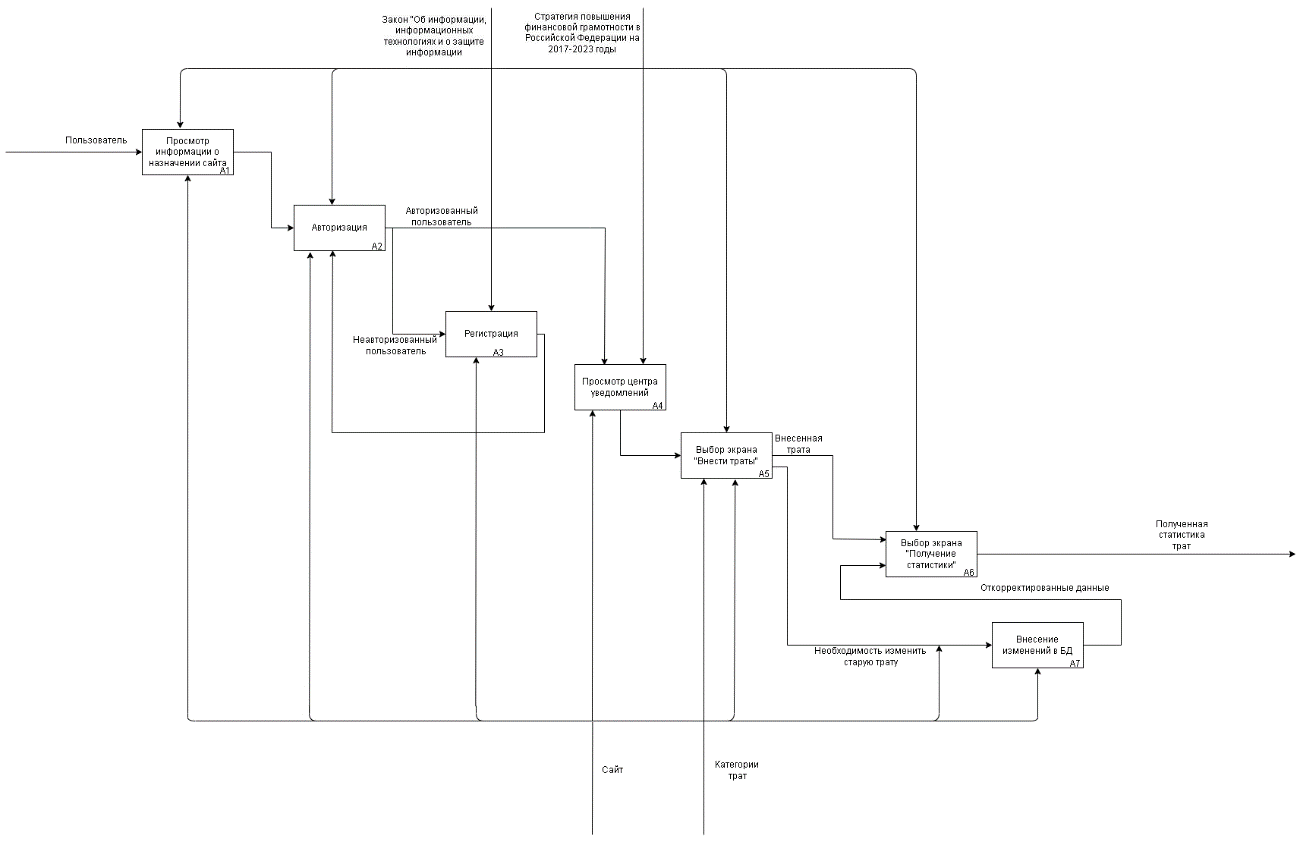 Закон "Об информации,
информационных
технологиях и о защите
информации
Стратегия повышения
финансовой грамотности в
Российской Федерации на
2017-2023 годы
Пользователь
Просмотр
информации о
назначении сайта
A1
Авторизация
A2
Авторизованный
пользователь
Неавторизованный
пользователь
Регистрация
A3
Просмотр центра
уведомлений
A4
Выбор экрана
"Внести траты"
A5
Внесенная
трата
Выбор экрана
"Получение
статистики"
A6
Полученная
статистика
трат
Откорректированные данные
Необходимость изменить
старую трату
Внесение
изменений в БД
A7
Сайт
Категории
трат